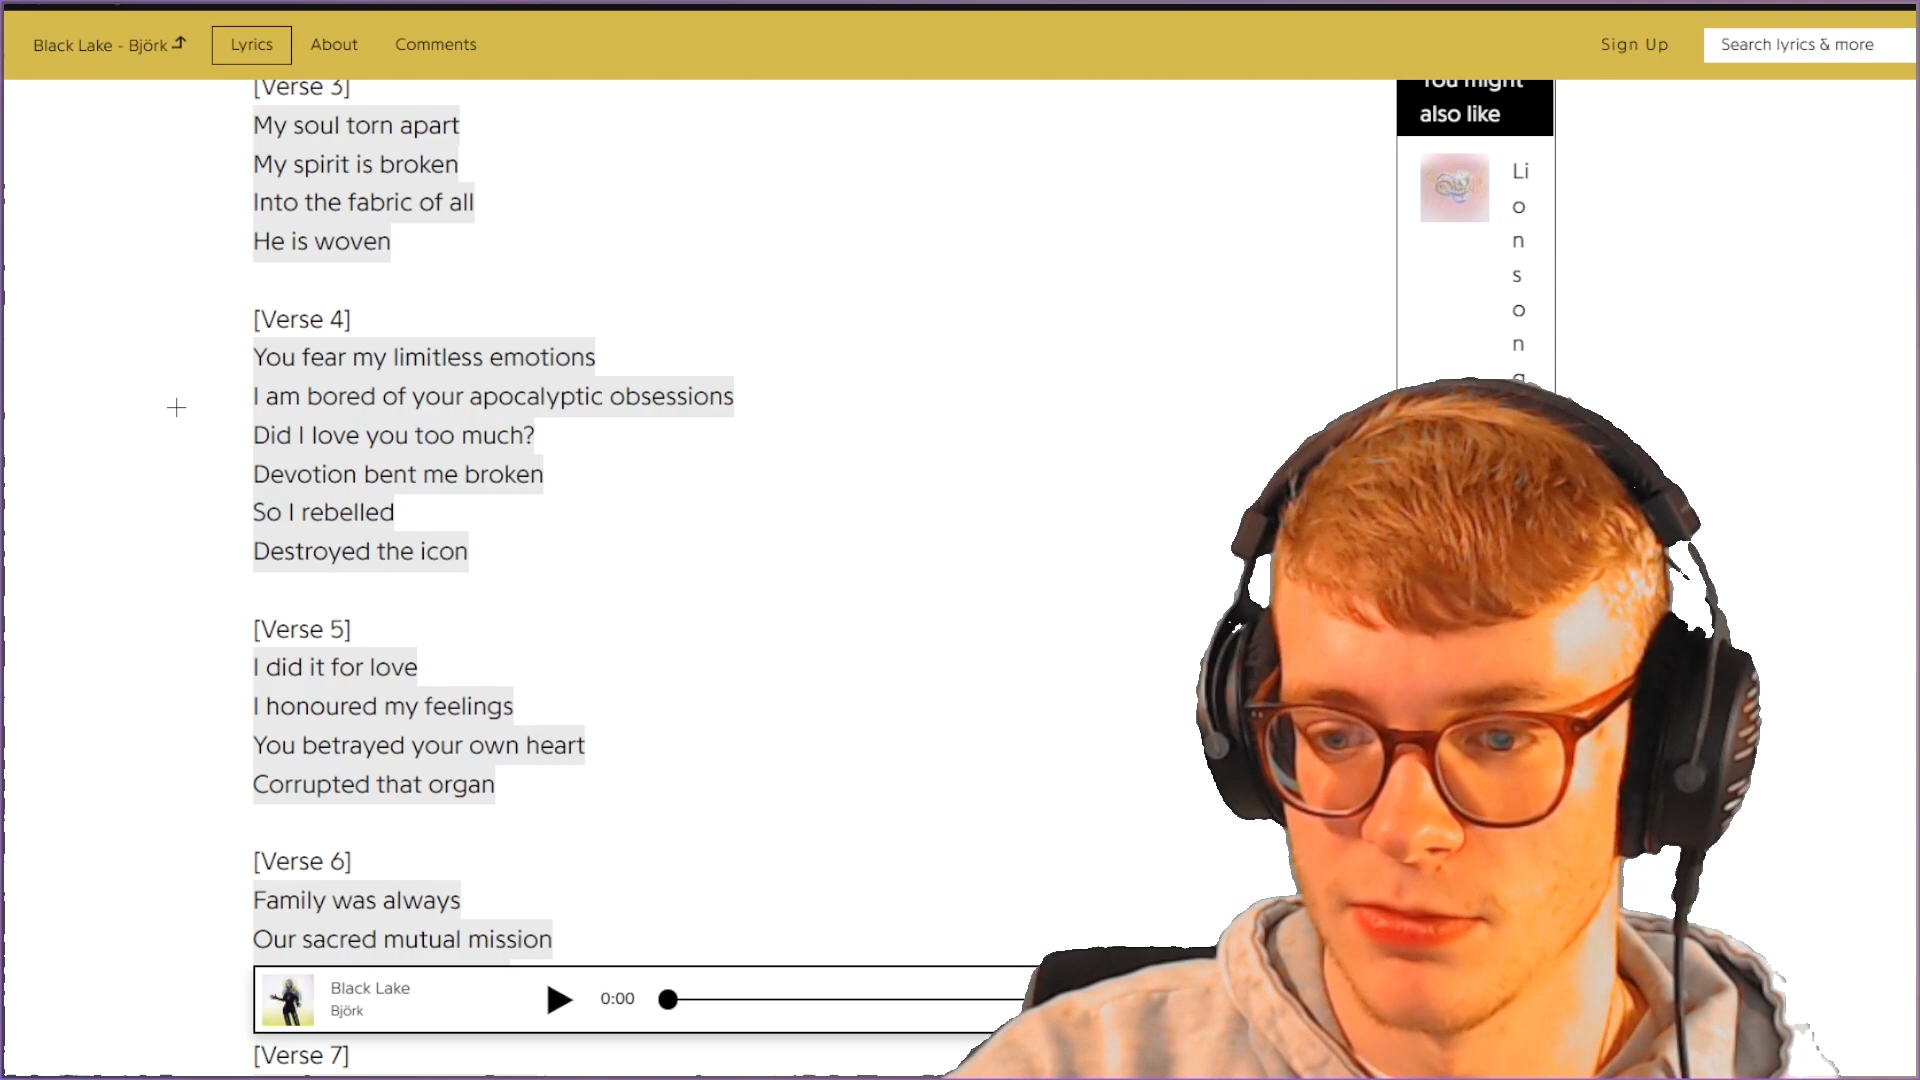 Black Lake - Björk
Lyrics
About
Comments
Sign Up
Search lyrics & more
[Verse 3]
My soul torn apart
My spirit is broken
Into the fabric of all
He is woven
[Verse 4]
You fear my limitless emotions
I am bored of your apocalyptic obsessions
Did I love you too much?
Devotion bent me broken
So I rebelled
Destroyed the icon
[Verse 5]
I did it for love
I honoured my feelings
You betrayed your own heart
Corrupted that organ
[Verse 6]
Family was always
Our sacred mutual mission
Black Lake
Björk
0:00
[Verse 7]
You might
also like
Li
o
n
s
o
n
g